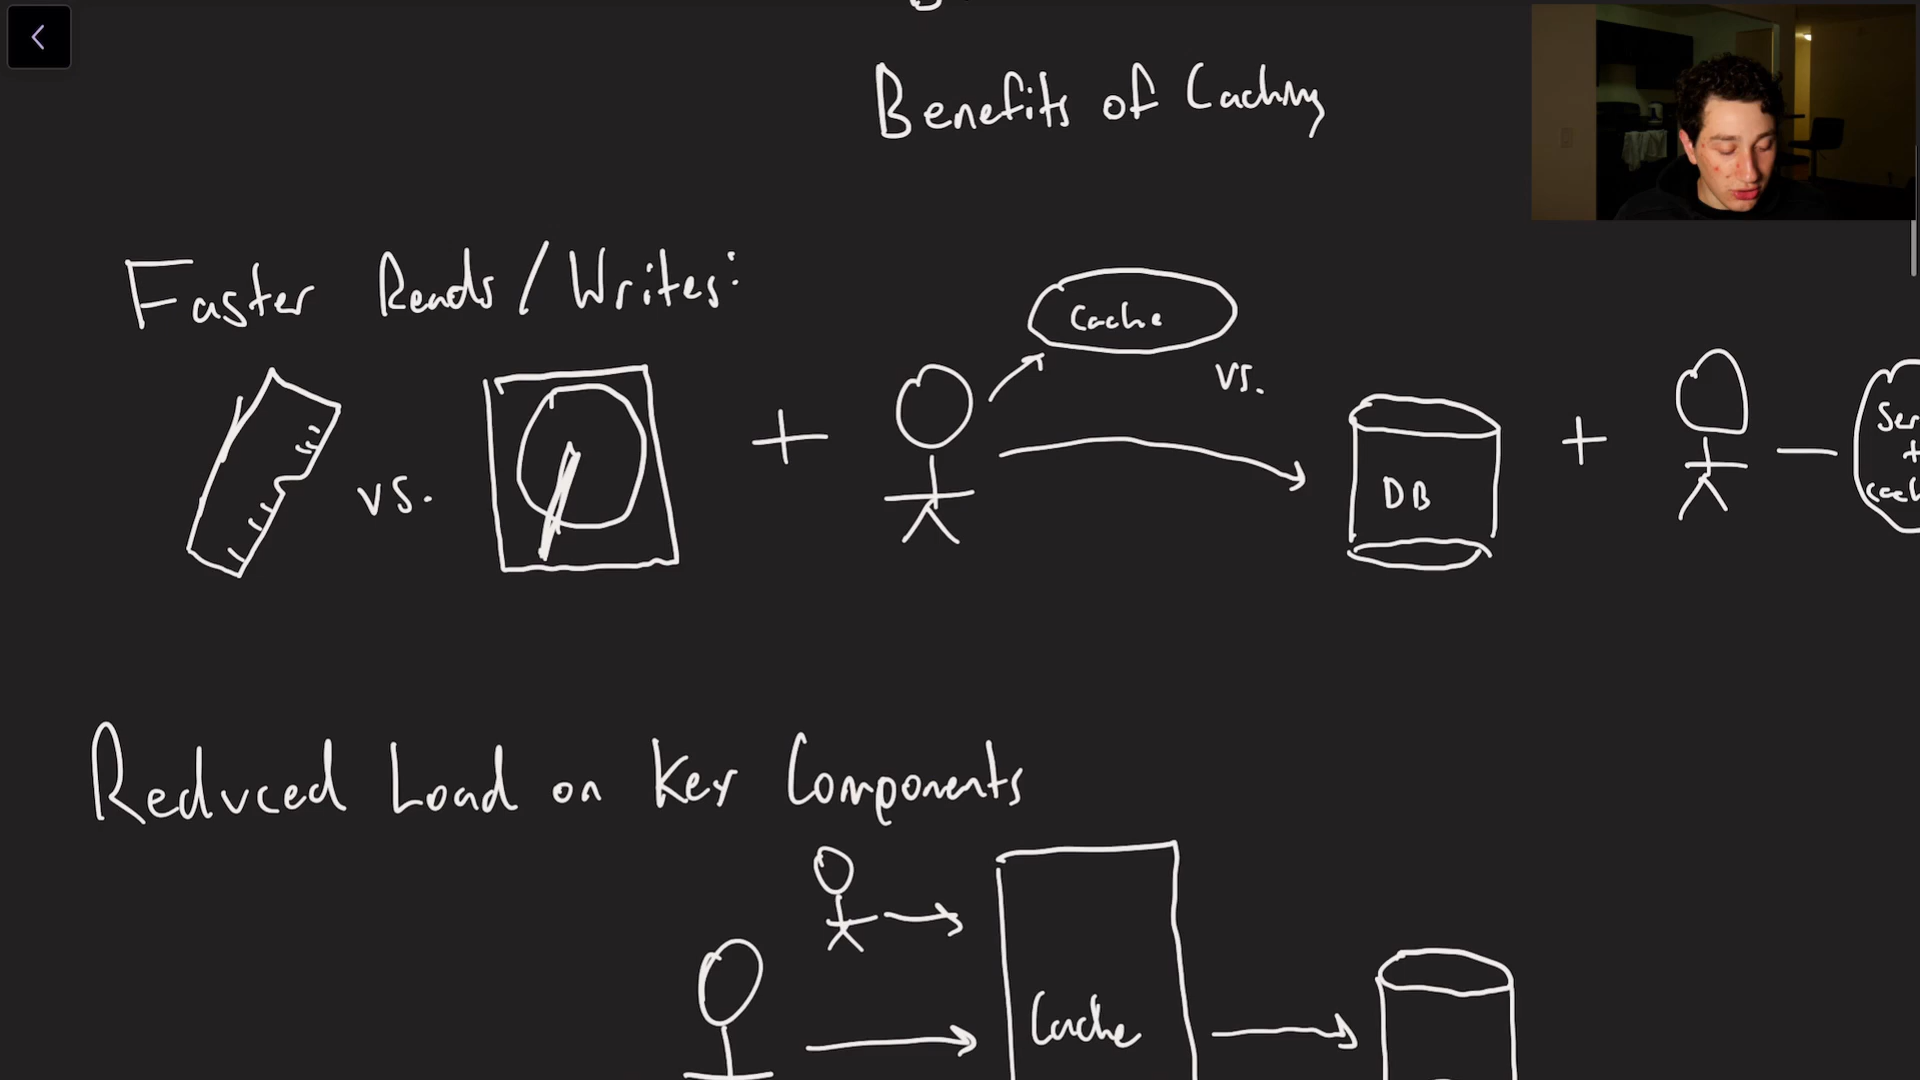 Benefits of Caching
Faster Reads/Writes:
Cache
vs.
vs.
DB
Reduced Load on Key Components
Cache